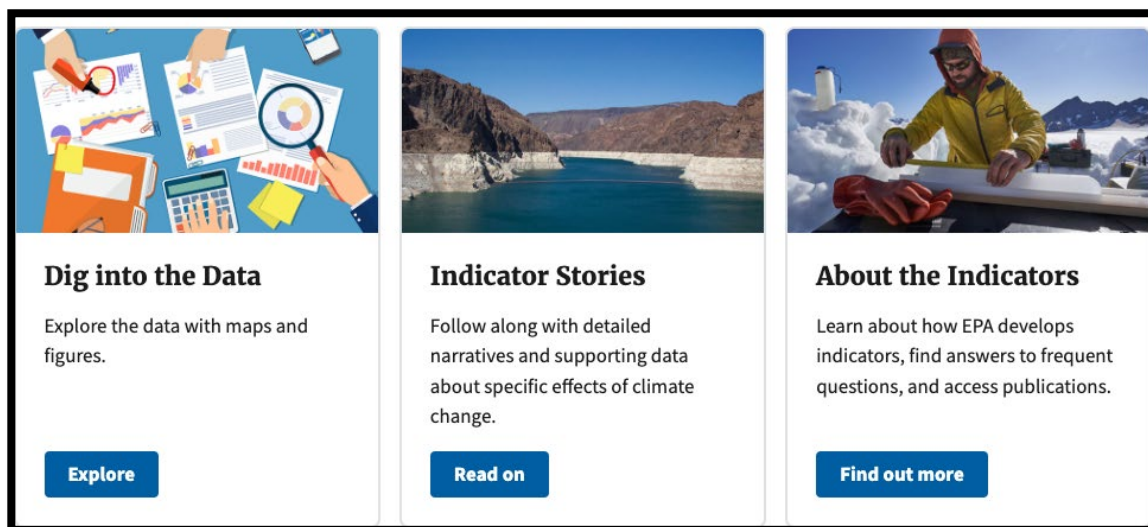 Dig into the Data
Explore the data with maps and
figures.
Explore
Indicator Stories
Follow along with detailed
narratives and supporting data
about specific effects of climate
change.
Read on
About the Indicators
Learn about how EPA develops
indicators, find answers to frequent
questions, and access publications.
Find out more